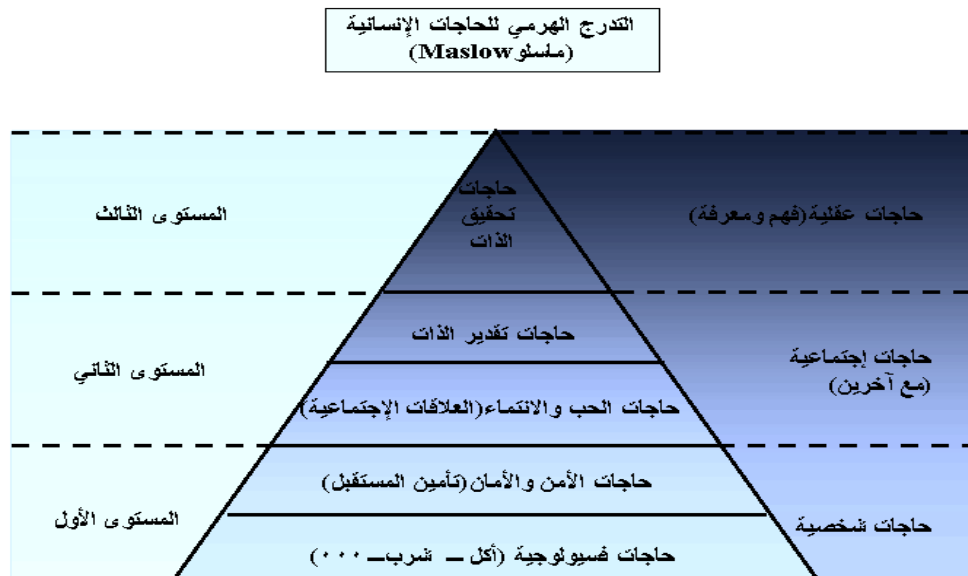 التدرج الهرمي للحاجات الإنسانية
(ماسلو Maslow)
حاجات
تحقيق
الذات
المستوى الثالث
حاجات عقلية(فهم ومعرفة)
حاجات تقدير الذات
حاجات إجتماعية
(مع آخرين)
المستوى الثاني
حاجات الحب والانتماء(العلاقات الإجتماعية)
حاجات الأمن والأمان(تأمين المستقبل)
حاجات شخصية
المستوى الأول
حاجات فسيولوجية (أكل – شرب– ٠٠٠)